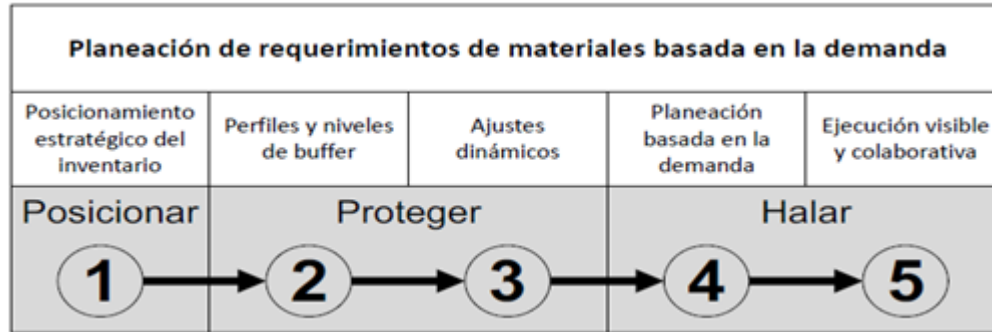 Planeación de requerimientos de materiales basada en la demanda
Posicionamiento
estratégico del
inventario
Perfiles y niveles
de buffer
Ajustes
dinámicos
Planeación
basada en la
demanda
Ejecución visible
y colaborativa
Posicionar
Proteger
Halar
1
2
3
4
5